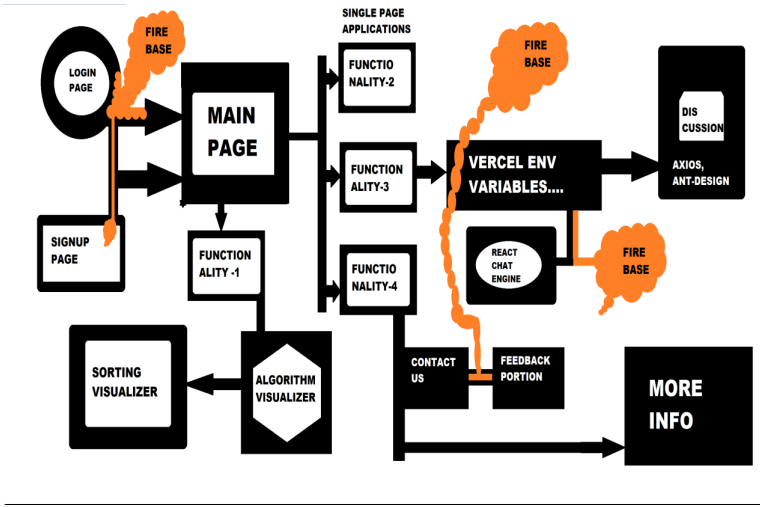 SINGLE PAGE
APPLICATIONS
FIRE
BASE
LOGIN
PAGE
MAIN
PAGE
SIGNUP
PAGE
FUNCTION
ALITY -1
SORTING
VISUALIZER
ALGORITHM
VISUALIZER
FUNCTIO
NALITY-2
FUNCTION
ALITY-3
FUNCTIO
NALITY-4
FIRE
BASE
VERCEL ENV
VARIABLES....
DIS
CUSSION
AXIOS,
ANT-DESIGN
REACT
CHAT
ENGINE
FIRE
BASE
CONTACT
US
FEEDBACK
PORTION
MORE
INFO